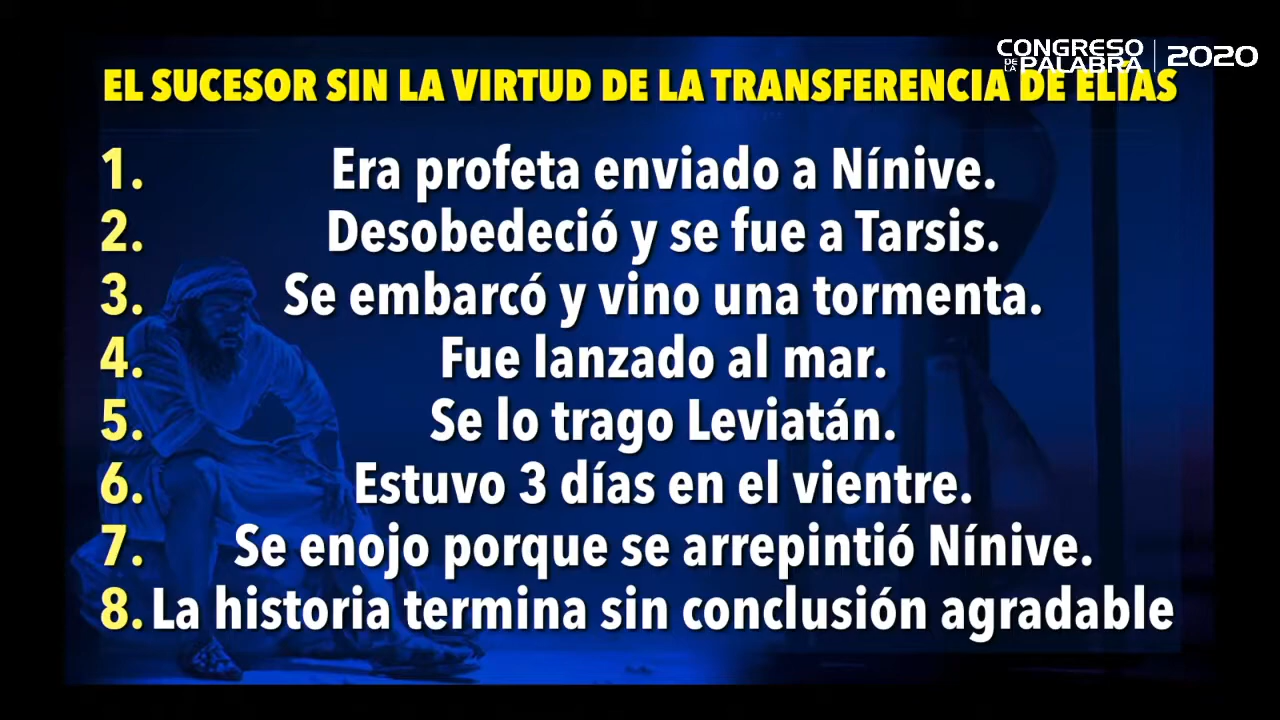 CONGRESO
DE LA PALABRA | 2020
EL SUCESOR SIN LA VIRTUD DE LA TRANSFERENCIA DE ELÍAS
1. Era profeta enviado a Nínive.
2. Desobedeció y se fue a Tarsis.
3. Se embarcó y vino una tormenta.
4. Fue lanzado al mar.
5. Se lo trago Leviatán.
6. Estuvo 3 días en el vientre.
7. Se enojo porque se arrepintió Nínive.
8. La historia termina sin conclusión agradable